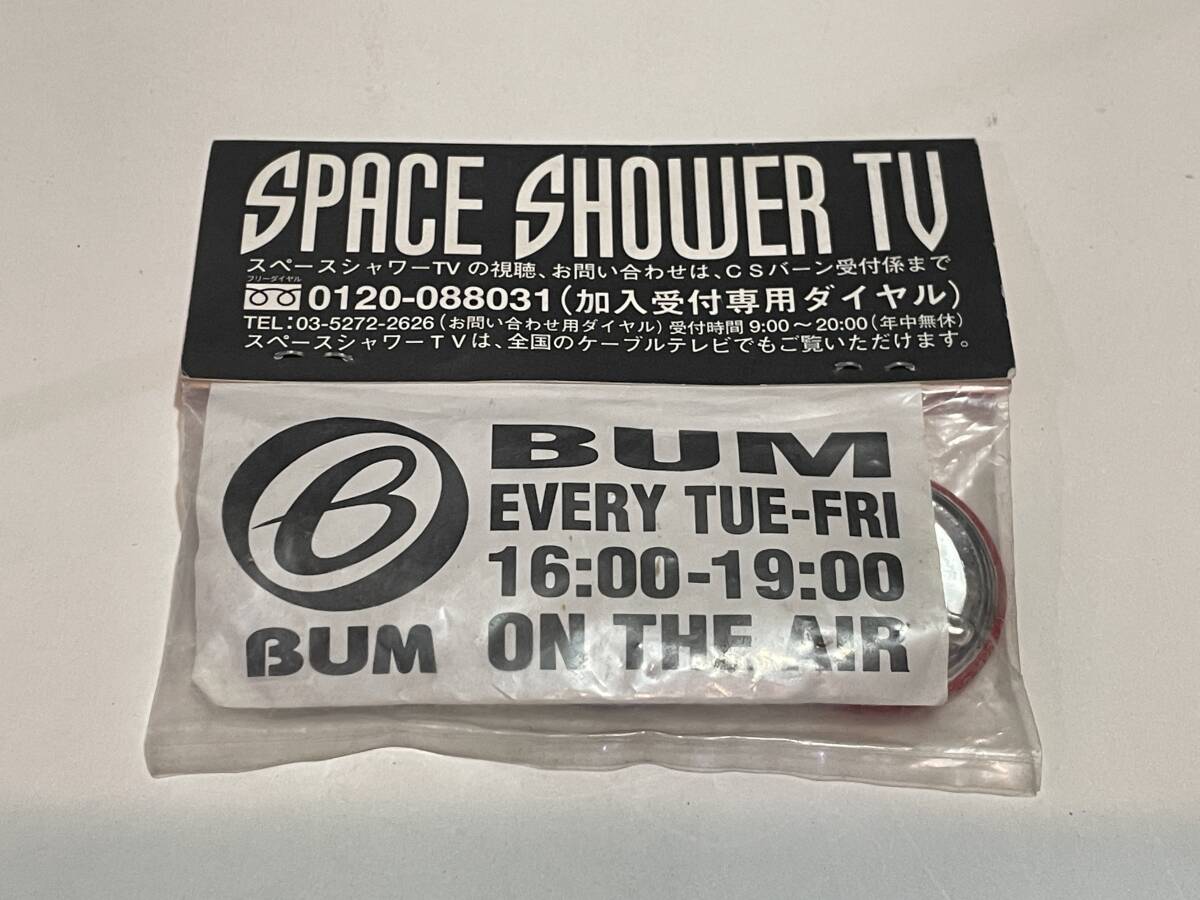 SPACE SHOWER TV
スペースシャワーTVの視聴、お問い合わせは、CSバーン受付係まで
フリーダイヤル
0120-088031(加入受付専用ダイヤル)
TEL:03-5272-2626(お問い合わせ用ダイヤル)受付時間9:00〜20:00(年中無休)
スペースシャワーTVは、全国のケーブルテレビでもご覧いただけます。
B
BUM
BUM
EVERY TUE-FRI
16:00-19:00
ON THE AIR